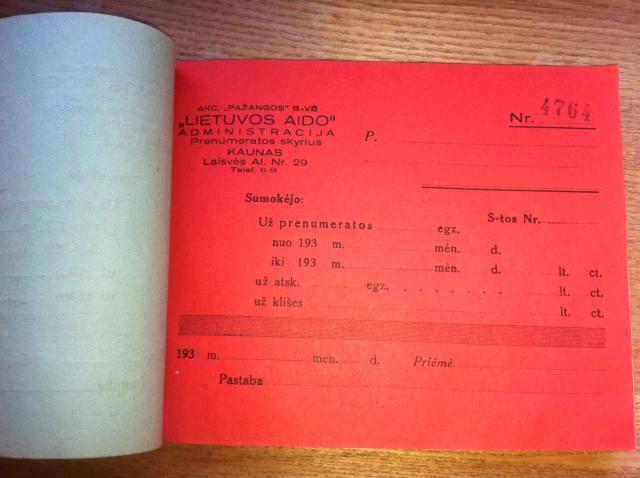 AKC. „PAŽANGOS" B-VĖ
„LIETUVOS AIDO"
ADMINISTRACIJA
Prenumeratos skyrius
KAUNAS
Laisvės Al. Nr. 29
Telef.
Nr. 4764
P.
Sumokėjo:
S-tos Nr.
Už prenumeratos egz.
nuo 193 m. mėn. d.
iki 193 m. mėn. d. lt. ct.
už atsk. egz. lt. ct.
už klišes lt. ct.
193 m. mėn. d. Priėmė
Pastaba